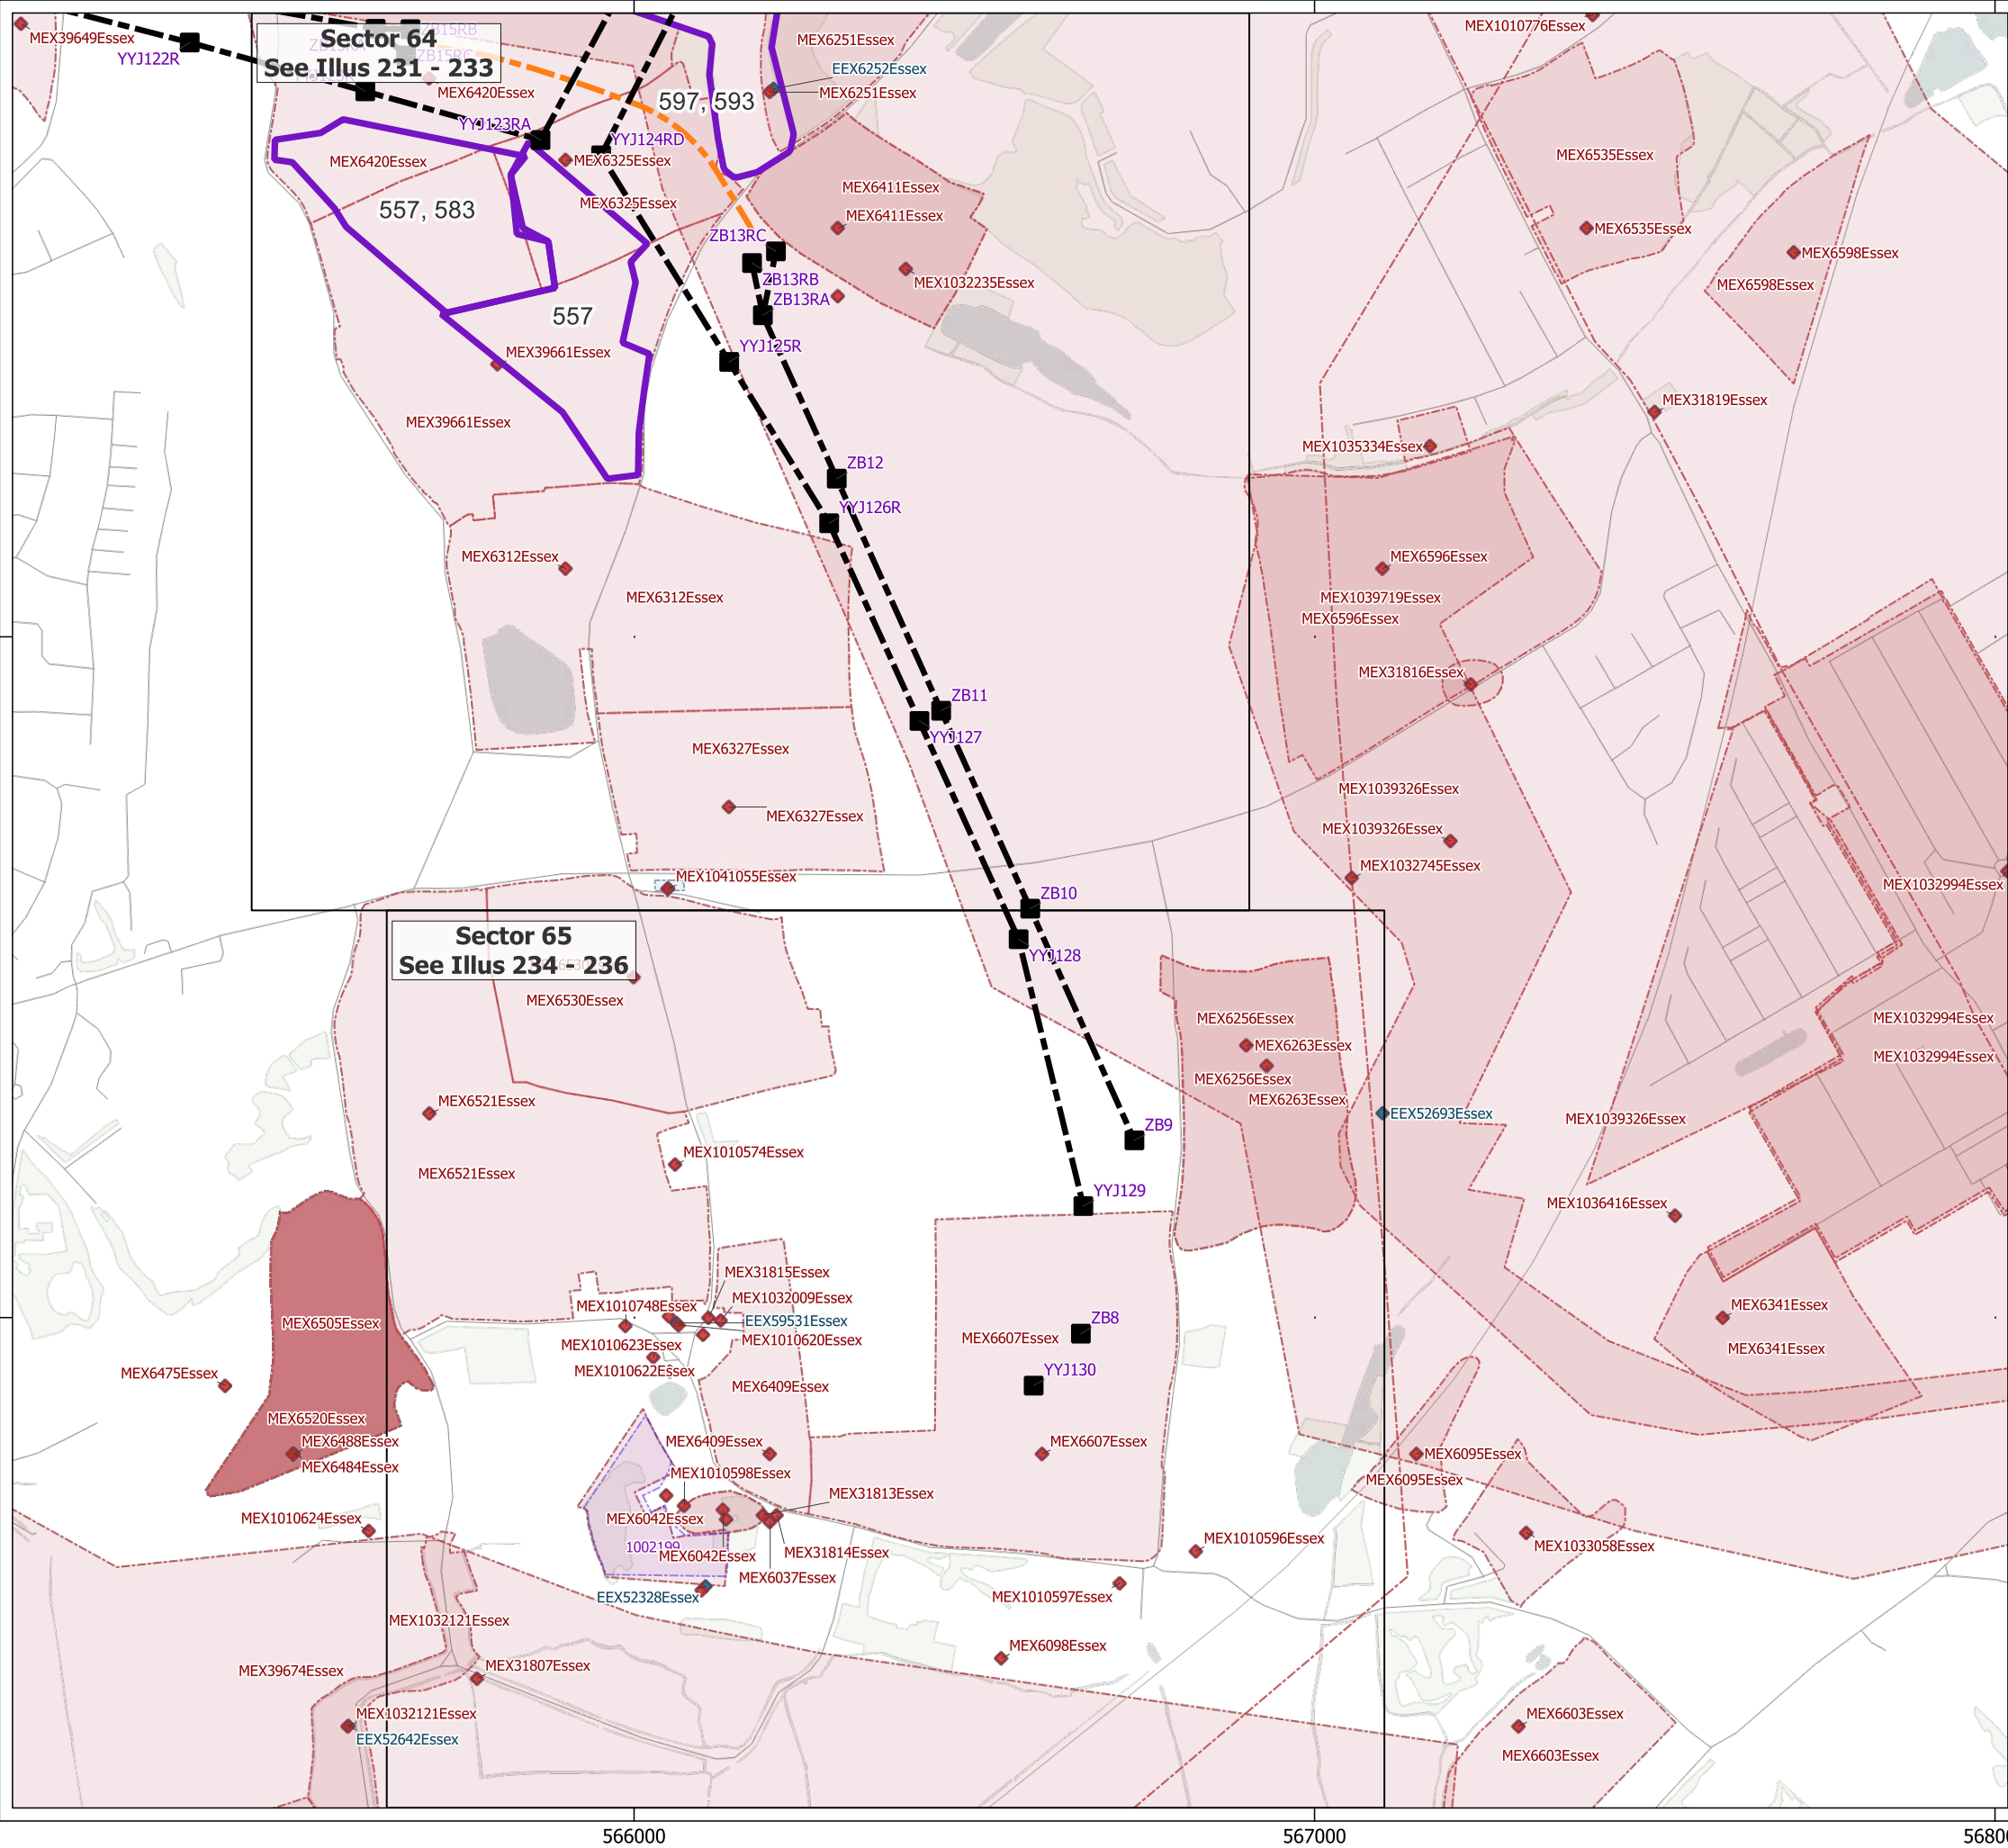 MEX39649Essex
YYJ122R
Sector 64
See Illus 231 - 233
ZB15RB
ZB15RC
MEX6420Essex
MEX6251Essex
EEX6252Essex
MEX6251Essex
597, 593
MEX1010776Essex
YYJ123RA
YYJ124RD
MEX6420Essex
MEX6325Essex
MEX6325Essex
557, 583
MEX6411Essex
MEX6411Essex
MEX6535Essex
MEX6535Essex
MEX6598Essex
MEX6598Essex
ZB13RC
ZB13RB
ZB13RA
MEX1032235Essex
557
YYJ125R
MEX39661Essex
MEX39661Essex
MEX31819Essex
MEX1035334Essex
ZB12
YYJ126R
MEX6312Essex
MEX6312Essex
MEX6596Essex
MEX1039719Essex
MEX6596Essex
MEX31816Essex
ZB11
YYJ127
MEX6327Essex
MEX6327Essex
MEX1039326Essex
MEX1039326Essex
MEX1032745Essex
MEX1041055Essex
MEX1032994Essex
ZB10
YYJ128
Sector 65
See Illus 234 - 236
MEX6530Essex
MEX6256Essex
MEX6263Essex
MEX6256Essex
MEX6263Essex
MEX1032994Essex
MEX1032994Essex
MEX6521Essex
MEX6521Essex
EEX52693Essex
MEX1039326Essex
MEX1010574Essex
ZB9
YYJ129
MEX1036416Essex
MEX31815Essex
MEX1032009Essex
MEX1010748Essex
EEX59531Essex
MEX1010620Essex
MEX1010623Essex
MEX1010622Essex
MEX6505Essex
MEX6475Essex
ZB8
MEX6607Essex
YYJ130
MEX6341Essex
MEX6341Essex
MEX6409Essex
MEX6520Essex
MEX6488Essex
MEX6484Essex
MEX6409Essex
MEX6607Essex
MEX6095Essex
MEX6095Essex
MEX1010598Essex
MEX31813Essex
MEX1010624Essex
MEX6042Essex
1002199
MEX6042Essex
MEX31814Essex
MEX6037Essex
MEX1010596Essex
MEX1033058Essex
EEX52328Essex
MEX1010597Essex
MEX1032121Essex
MEX6098Essex
MEX39674Essex
MEX31807Essex
MEX1032121Essex
EEX52642Essex
MEX6603Essex
MEX6603Essex
566000
567000